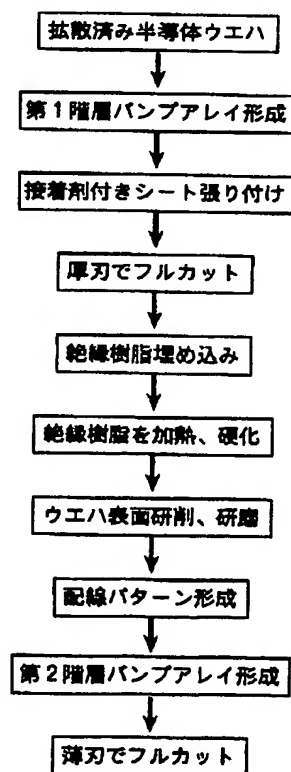 拡散済み半導体ウエハ
第1階層バンプアレイ形成
接着剤付きシート張り付け
厚刃でフルカット
絶縁樹脂埋め込み
絶縁樹脂を加熱、硬化
ウエハ表面研削、研磨
配線パターン形成
第2階層バンプアレイ形成
薄刃でフルカット